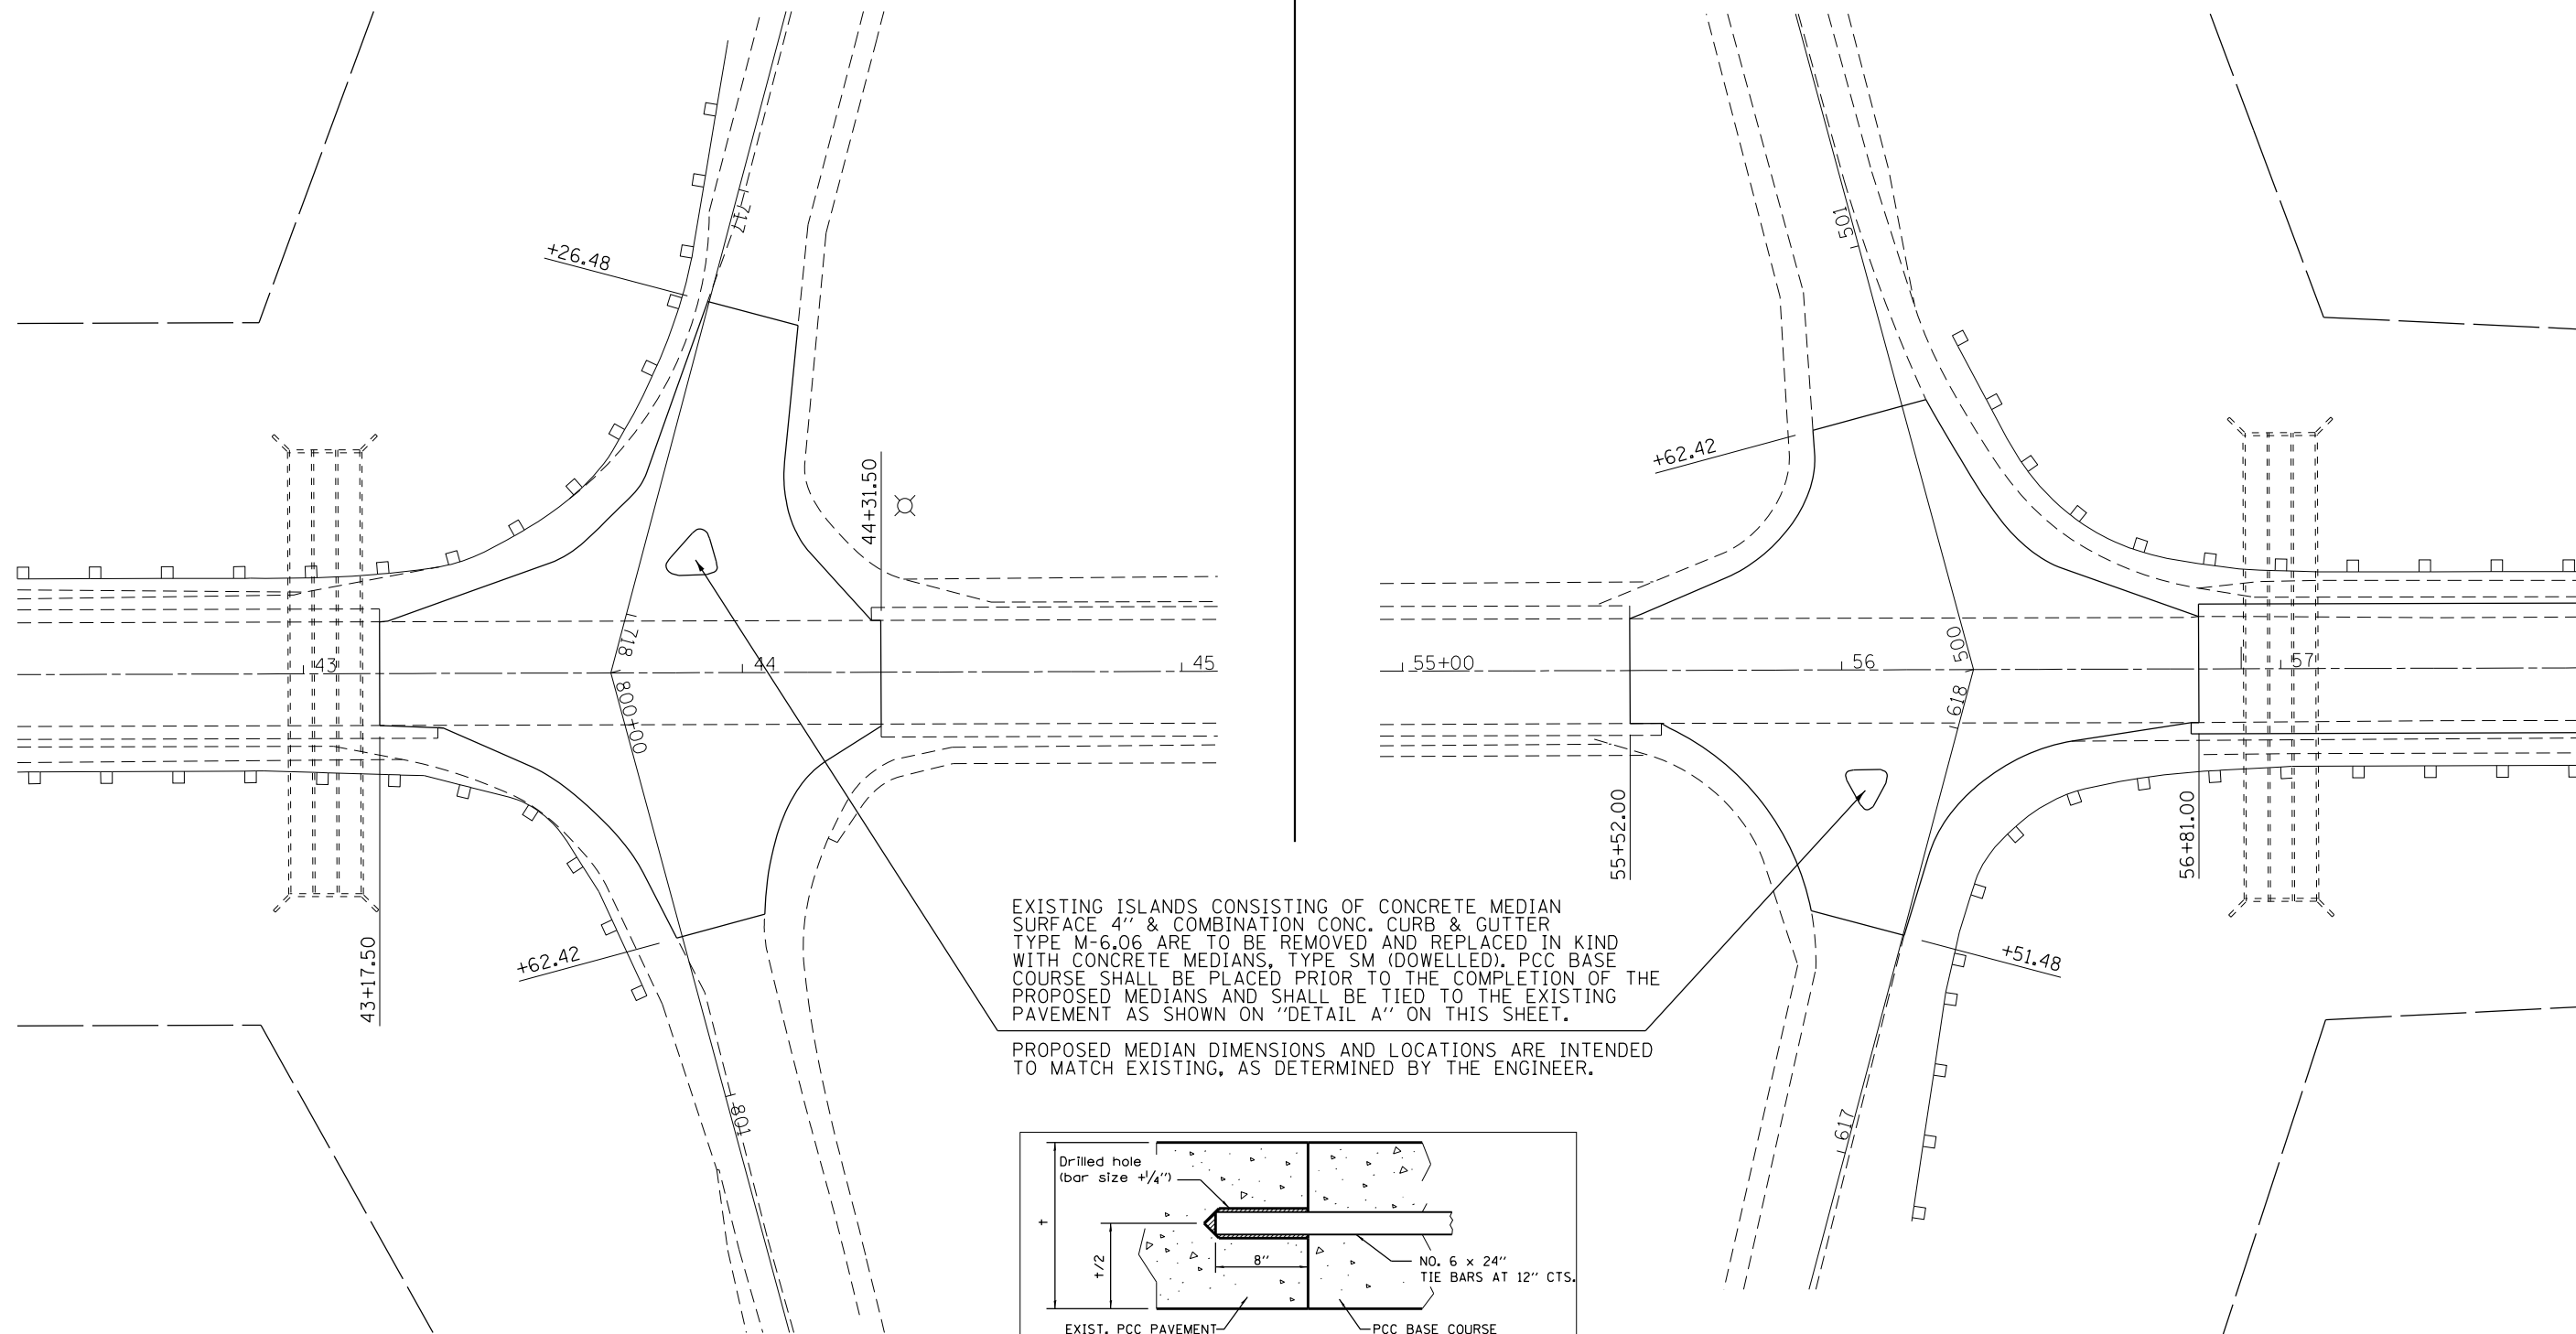 717
+26.48
44+31.50
718
43
44
45
800+00
+62.42
43+17.50
801
501
+62.42
500
55+00
56
57
618
55+52.00
56+81.00
+51.48
617
EXISTING ISLANDS CONSISTING OF CONCRETE MEDIAN
SURFACE 4" & COMBINATION CONC. CURB & GUTTER
TYPE M-6.06 ARE TO BE REMOVED AND REPLACED IN KIND
WITH CONCRETE MEDIANS, TYPE SM (DOWELLED). PCC BASE
COURSE SHALL BE PLACED PRIOR TO THE COMPLETION OF THE
PROPOSED MEDIANS AND SHALL BE TIED TO THE EXISTING
PAVEMENT AS SHOWN ON "DETAIL A" ON THIS SHEET.
PROPOSED MEDIAN DIMENSIONS AND LOCATIONS ARE INTENDED
TO MATCH EXISTING, AS DETERMINED BY THE ENGINEER.
Drilled hole
(bar size +1/4")
t
t/2
8"
NO. 6 x 24"
TIE BARS AT 12" CTS.
EXIST. PCC PAVEMENT
PCC BASE COURSE